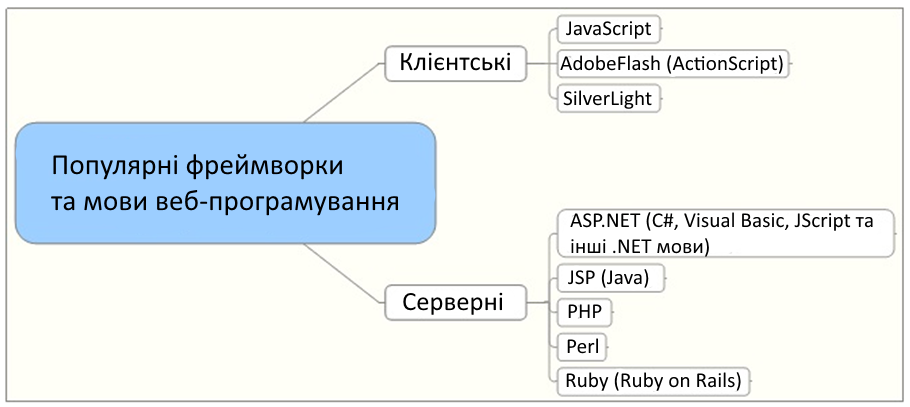 Популярні фреймворки
та мови веб-програмування
Клієнтські
JavaScript
AdobeFlash (ActionScript)
SilverLight
Серверні
ASP.NET (C#, Visual Basic, JScript та
інші .NET мови)
JSP (Java)
PHP
Perl
Ruby (Ruby on Rails)